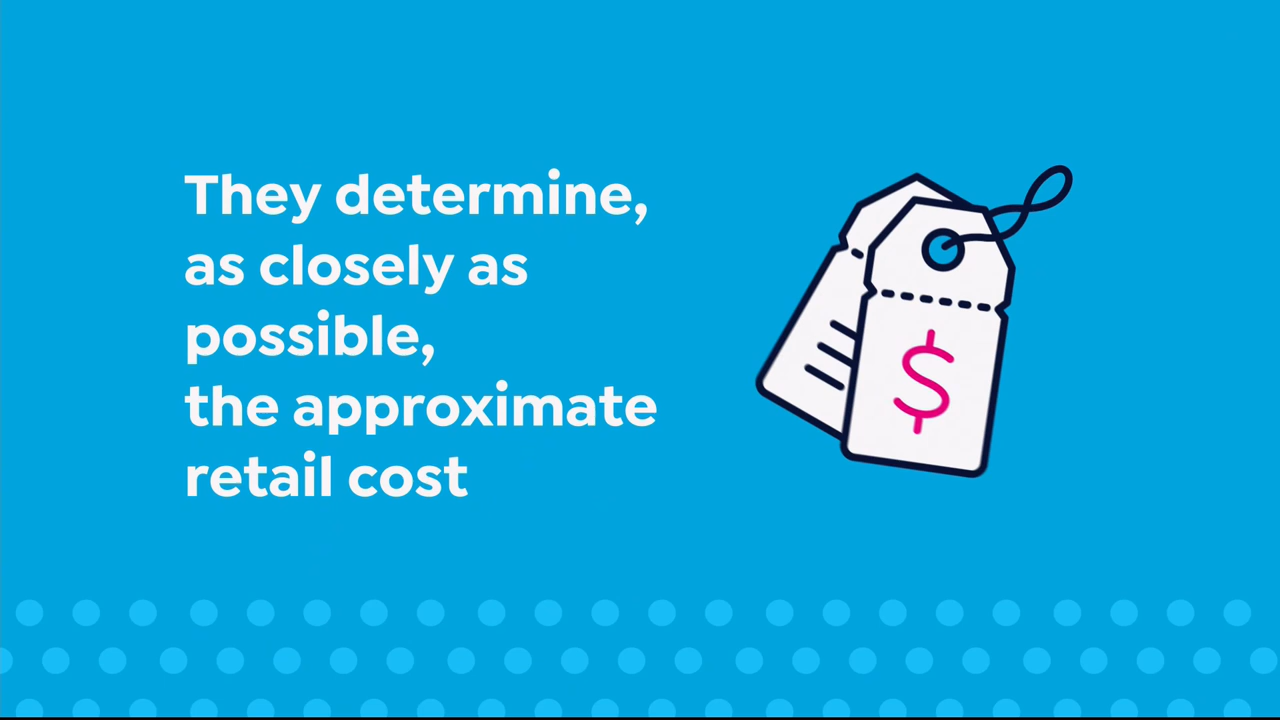 They determine,
as closely as
possible,
the approximate
retail cost
$